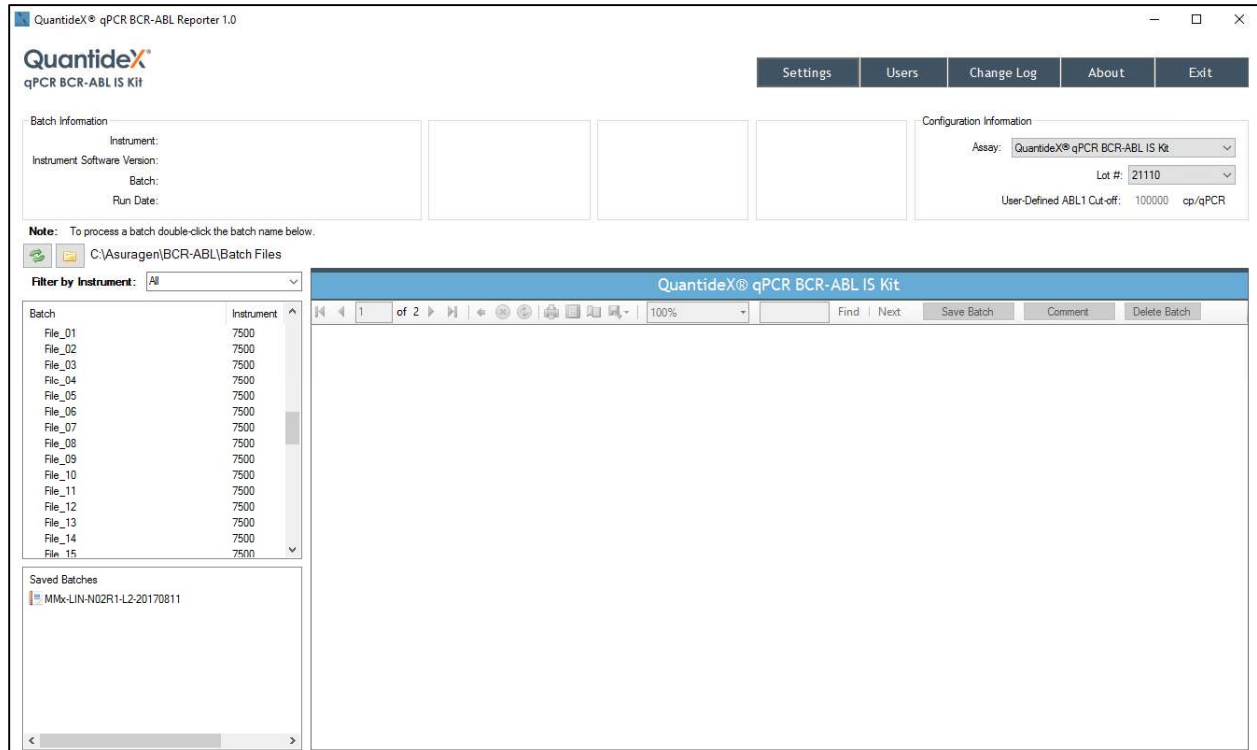 QuantideX® qPCR BCR-ABL Reporter 1.0
QuantideX®
qPCR BCR-ABL IS Kit
Settings Users Change Log About Exit
Batch Information
Instrument:
Instrument Software Version:
Batch:
Run Date:
Configuration Information
Assay: QuantideX® qPCR BCR-ABL IS Kit
Lot #: 21110
User-Defined ABL1 Cut-off: 100000 cp/qPCR
Note: To process a batch double-click the batch name below.
C:\Asuragen\BCR-ABL\Batch Files
Filter by Instrument: All
QuantideX® qPCR BCR-ABL IS Kit
1 of 2 100% Find | Next Save Batch Comment Delete Batch
Batch Instrument
File_01 7500
File_02 7500
File_03 7500
File_04 7500
File_05 7500
File_06 7500
File_07 7500
File_08 7500
File_09 7500
File_10 7500
File_11 7500
File_12 7500
File_13 7500
File_14 7500
File_15 7500
Saved Batches
MMx-LIN-N02R1-L2-20170811